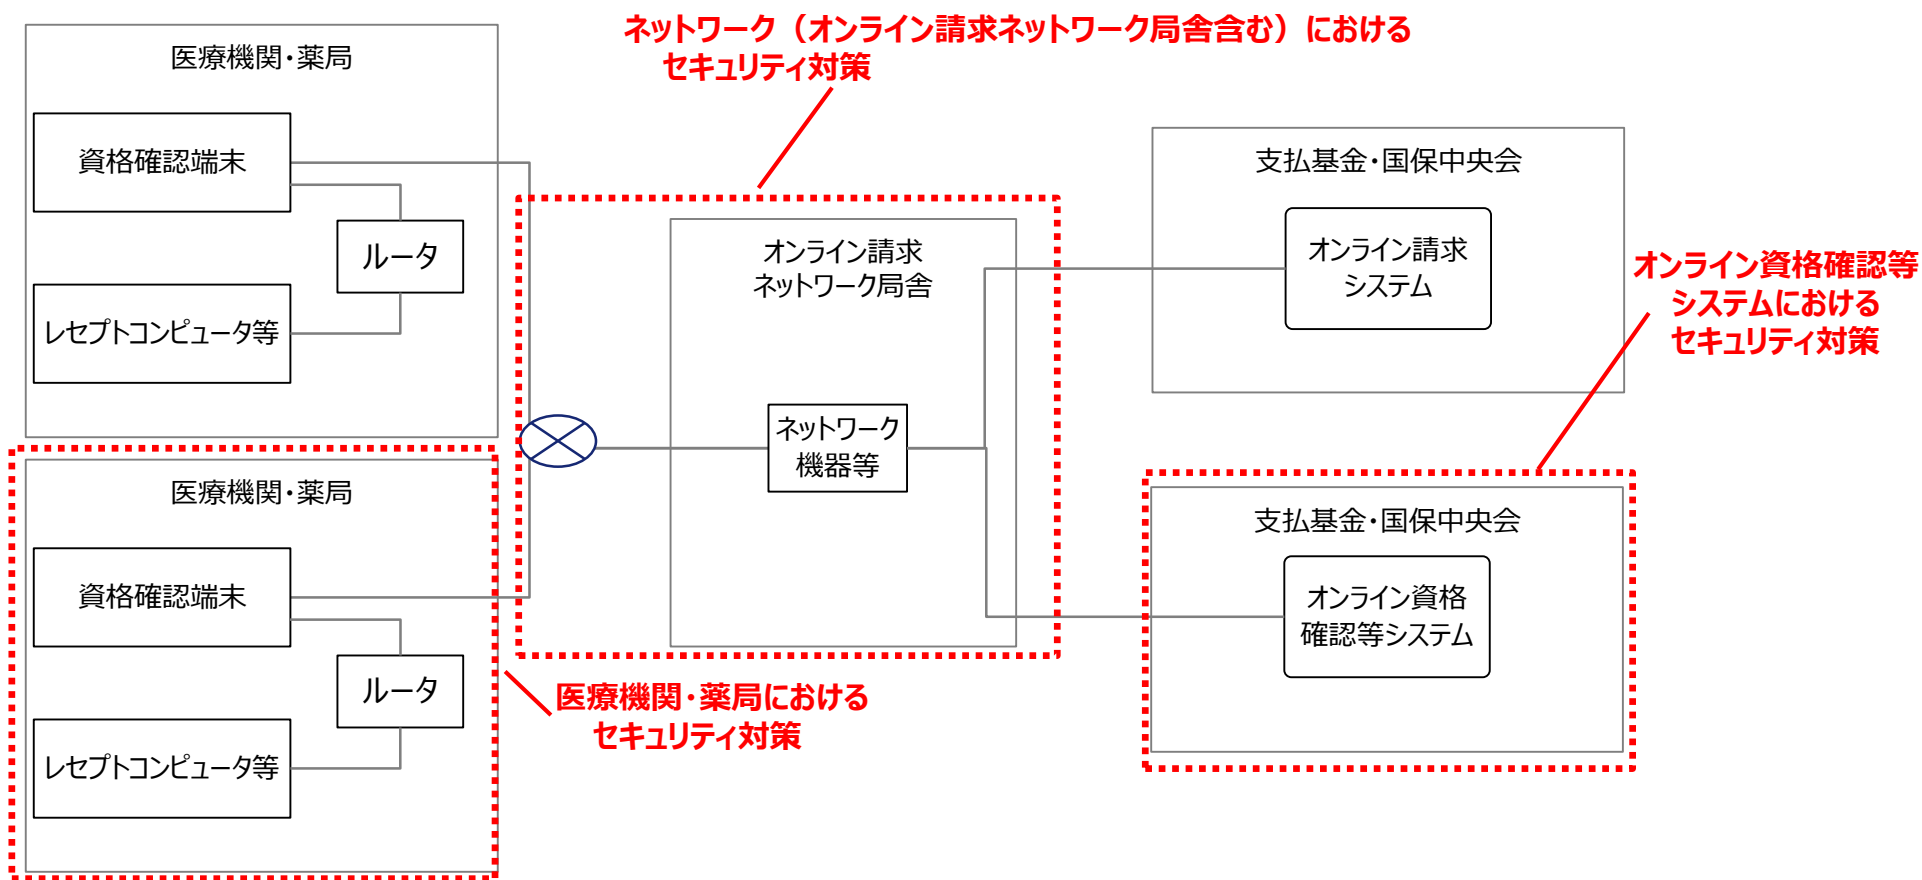 ネットワーク（オンライン請求ネットワーク局舎含む）における
セキュリティ対策
医療機関・薬局
資格確認端末
ルータ
レセプトコンピュータ等
オンライン請求
ネットワーク局舎
ネットワーク
機器等
支払基金・国保中央会
オンライン請求
システム
オンライン資格確認等
システムにおける
セキュリティ対策
医療機関・薬局
資格確認端末
ルータ
レセプトコンピュータ等
医療機関・薬局における
セキュリティ対策
支払基金・国保中央会
オンライン資格
確認等システム